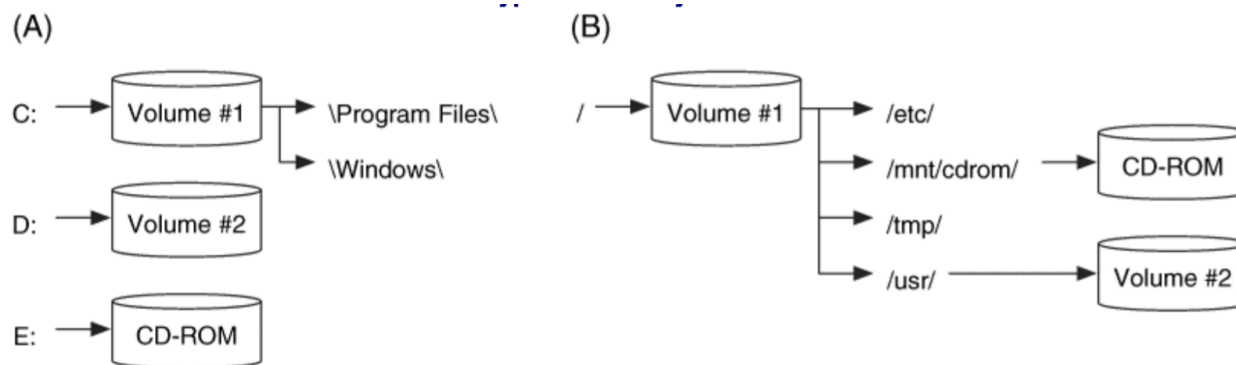 (A)
C:
Volume #1
\Program Files\
\Windows\
D:
Volume #2
E:
CD-ROM
(B)
/
Volume #1
/etc/
/mnt/cdrom/
CD-ROM
/tmp/
/usr/
Volume #2